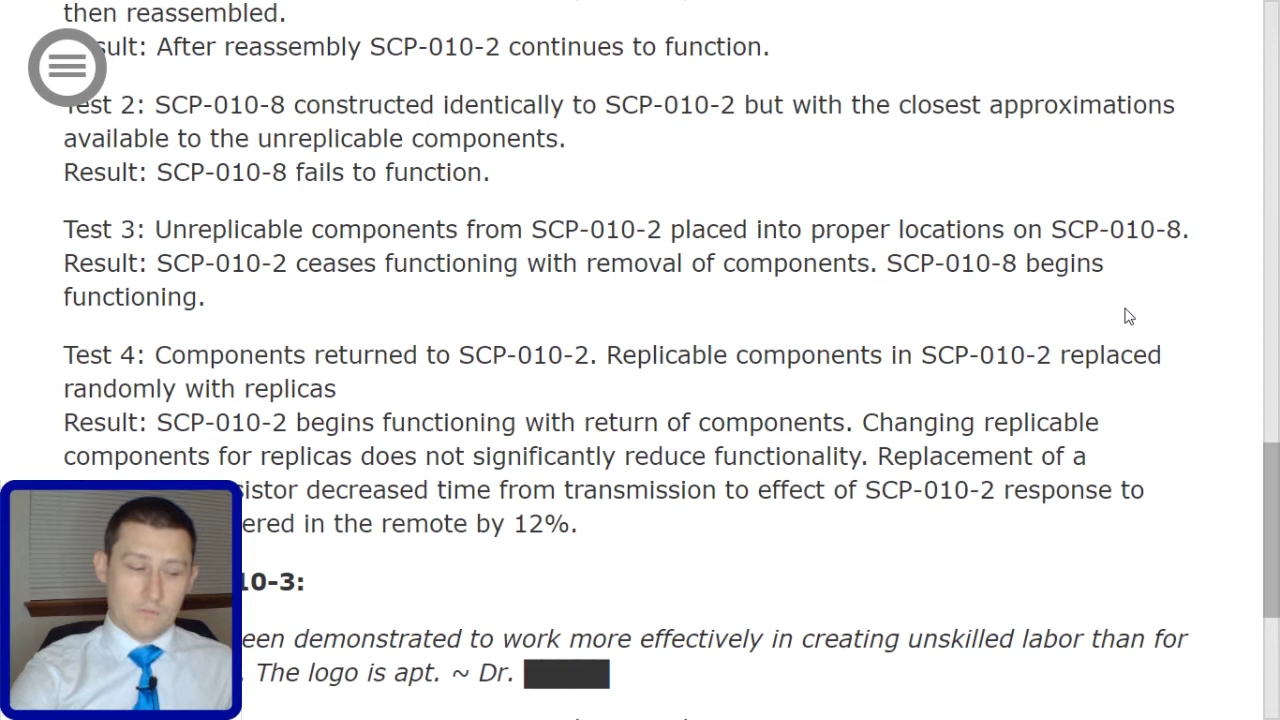 then reassembled.
sult: After reassembly SCP-010-2 continues to function.
Test 2: SCP-010-8 constructed identically to SCP-010-2 but with the closest approximations
available to the unreplicable components.
Result: SCP-010-8 fails to function.
Test 3: Unreplicable components from SCP-010-2 placed into proper locations on SCP-010-8.
Result: SCP-010-2 ceases functioning with removal of components. SCP-010-8 begins
functioning.
Test 4: Components returned to SCP-010-2. Replicable components in SCP-010-2 replaced
randomly with replicas
Result: SCP-010-2 begins functioning with return of components. Changing replicable
components for replicas does not significantly reduce functionality. Replacement of a
sistor decreased time from transmission to effect of SCP-010-2 response to
ered in the remote by 12%.
10-3:
een demonstrated to work more effectively in creating unskilled labor than for
. The logo is apt. ~ Dr.